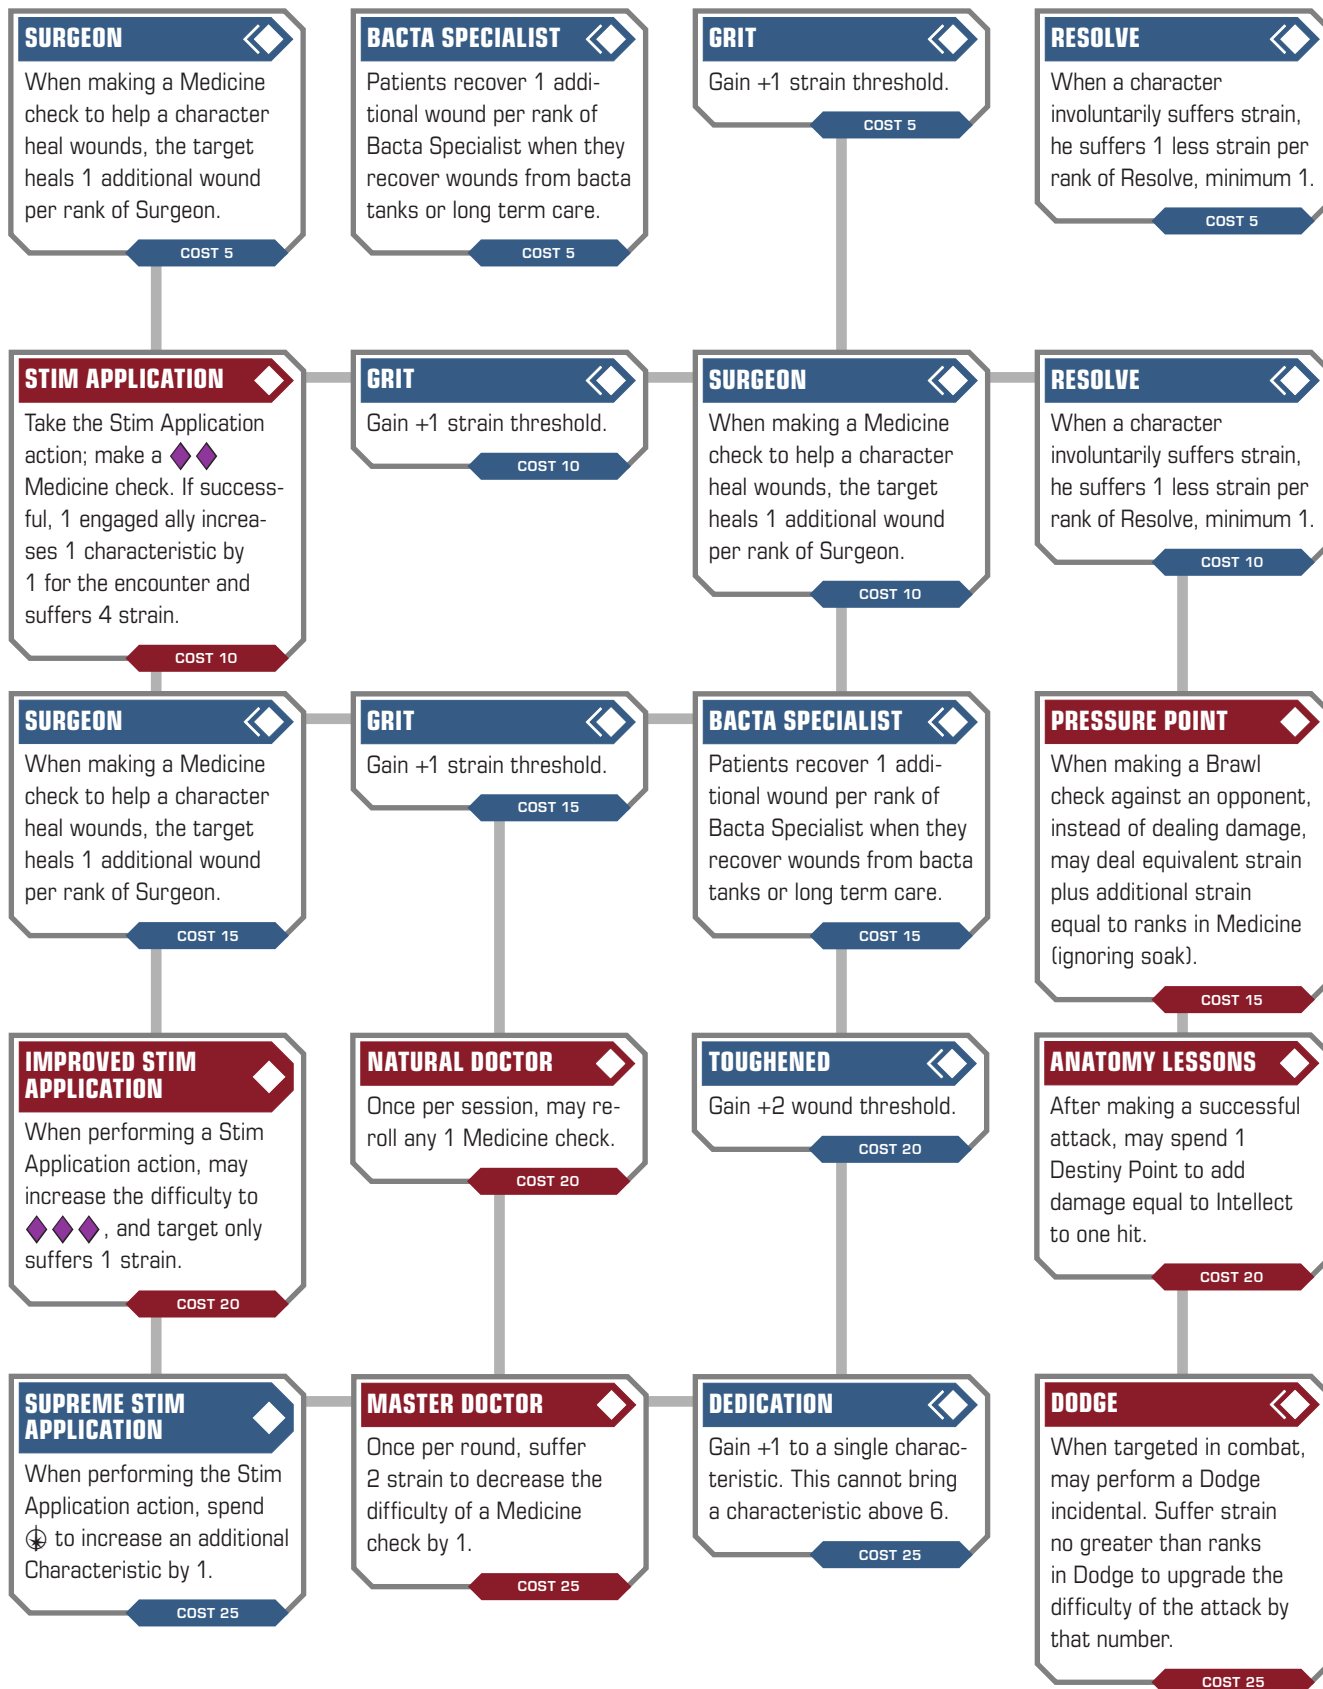 SURGEON
When making a Medicine
check to help a character
heal wounds, the target
heals 1 additional wound
per rank of Surgeon.
COST 5
BACTA SPECIALIST
Patients recover 1 addi-
tional wound per rank of
Bacta Specialist when they
recover wounds from bacta
tanks or long term care.
COST 5
GRIT
Gain +1 strain threshold.
COST 5
RESOLVE
When a character
involuntarily suffers strain,
he suffers 1 less strain per
rank of Resolve, minimum 1.
COST 5
STIM APPLICATION
Take the Stim Application
action; make a
Medicine check. If success-
ful, 1 engaged ally increa-
ses 1 characteristic by
1 for the encounter and
suffers 4 strain.
COST 10
GRIT
Gain +1 strain threshold.
COST 10
SURGEON
When making a Medicine
check to help a character
heal wounds, the target
heals 1 additional wound
per rank of Surgeon.
COST 10
RESOLVE
When a character
involuntarily suffers strain,
he suffers 1 less strain per
rank of Resolve, minimum 1.
COST 10
SURGEON
When making a Medicine
check to help a character
heal wounds, the target
heals 1 additional wound
per rank of Surgeon.
COST 15
GRIT
Gain +1 strain threshold.
COST 15
BACTA SPECIALIST
Patients recover 1 addi-
tional wound per rank of
Bacta Specialist when they
recover wounds from bacta
tanks or long term care.
COST 15
PRESSURE POINT
When making a Brawl
check against an opponent,
instead of dealing damage,
may deal equivalent strain
plus additional strain
equal to ranks in Medicine
(ignoring soak).
COST 15
IMPROVED STIM
APPLICATION
When performing a Stim
Application action, may
increase the difficulty to
, and target only
suffers 1 strain.
COST 20
NATURAL DOCTOR
Once per session, may re-
roll any 1 Medicine check.
COST 20
TOUGHENED
Gain +2 wound threshold.
COST 20
ANATOMY LESSONS
After making a successful
attack, may spend 1
Destiny Point to add
damage equal to Intellect
to one hit.
COST 20
SUPREME STIM
APPLICATION
When performing the Stim
Application action, spend
to increase an additional
Characteristic by 1.
COST 25
MASTER DOCTOR
Once per round, suffer
2 strain to decrease the
difficulty of a Medicine
check by 1.
COST 25
DEDICATION
Gain +1 to a single charac-
teristic. This cannot bring
a characteristic above 6.
COST 25
DODGE
When targeted in combat,
may perform a Dodge
incidental. Suffer strain
no greater than ranks
in Dodge to upgrade the
difficulty of the attack by
that number.
COST 25